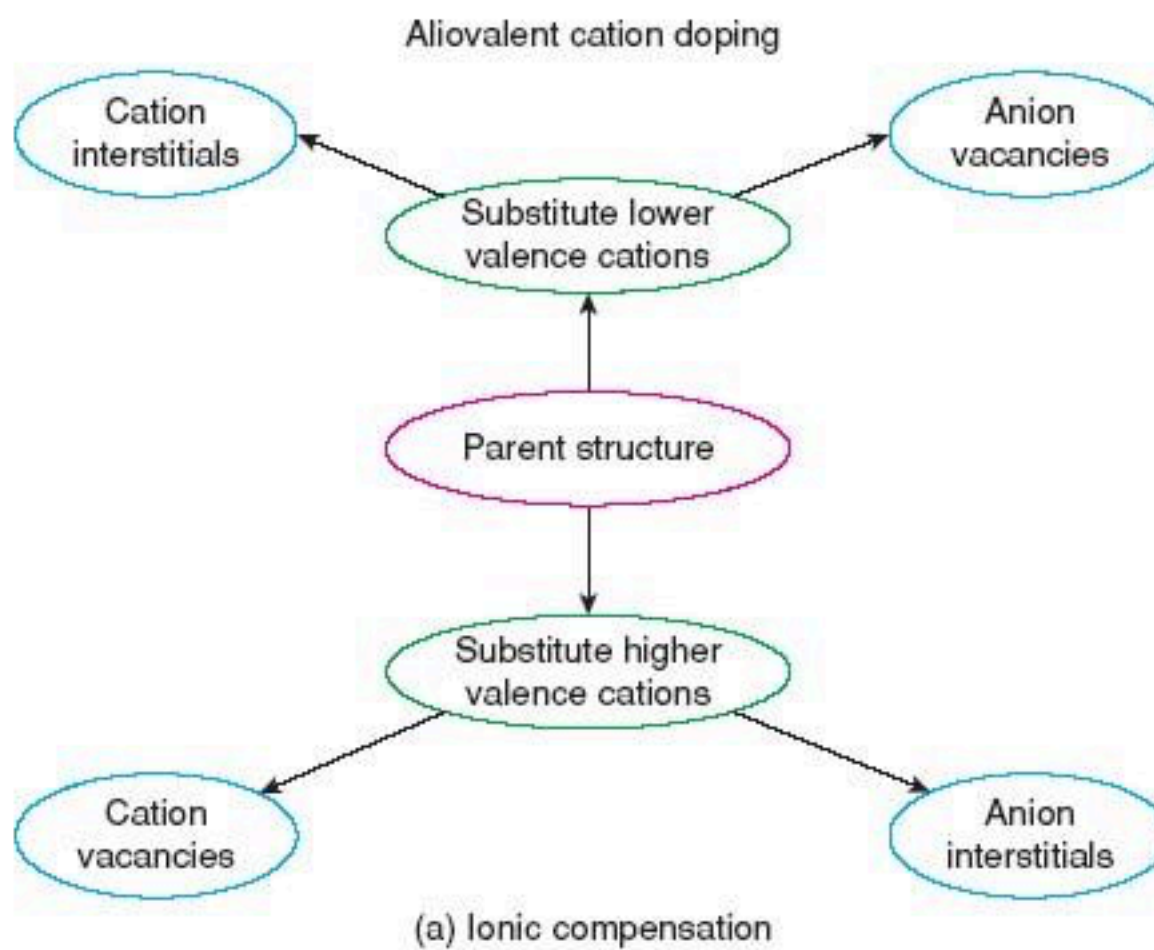 Aliovalent cation doping
Cation
interstitials
Anion
vacancies
Substitute lower
valence cations
Parent structure
Substitute higher
valence cations
Cation
vacancies
Anion
interstitials
(a) Ionic compensation